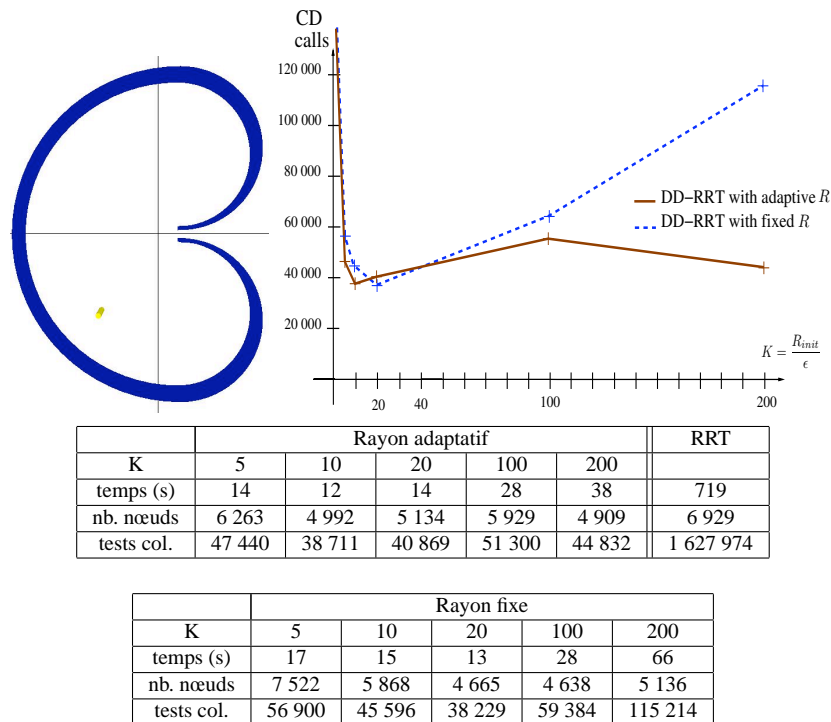 CD
calls
120 000
100 000
80 000
60 000
40 000
20 000
DD–RRT with adaptive R
DD–RRT with fixed R
K = R_init / ϵ
20 40 100 200
Rayon adaptatif RRT
K 5 10 20 100 200
temps (s) 14 12 14 28 38 719
nb. nœuds 6 263 4 992 5 134 5 929 4 909 6 929
tests col. 47 440 38 711 40 869 51 300 44 832 1 627 974
Rayon fixe
K 5 10 20 100 200
temps (s) 17 15 13 28 66
nb. nœuds 7 522 5 868 4 665 4 638 5 136
tests col. 56 900 45 596 38 229 59 384 115 214